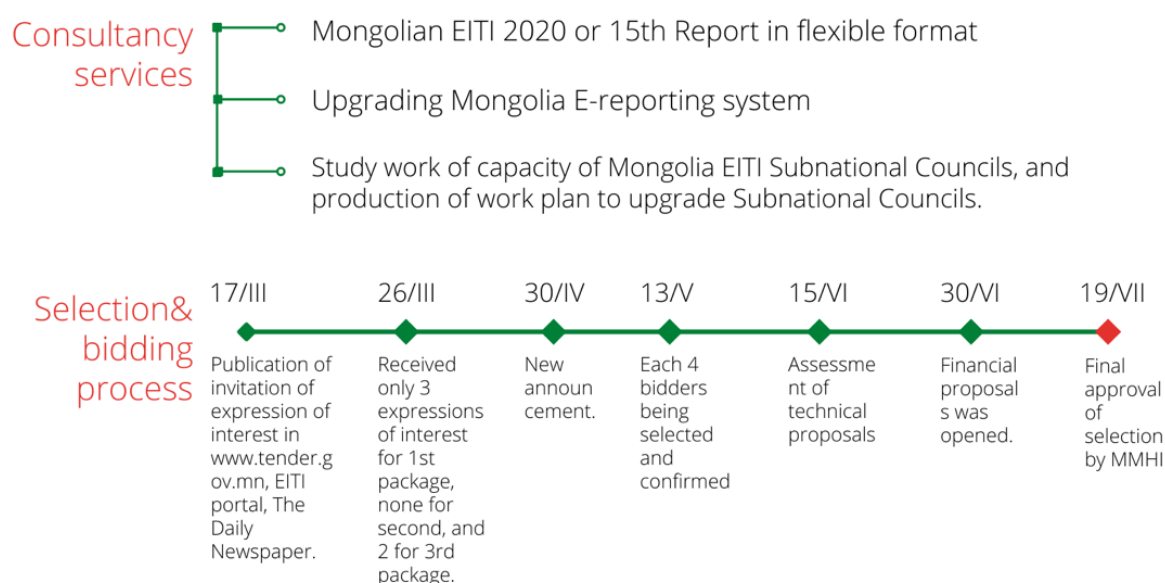 Consultancy
services
Mongolian EITI 2020 or 15th Report in flexible format
Upgrading Mongolia E-reporting system
Study work of capacity of Mongolia EITI Subnational Councils, and
production of work plan to upgrade Subnational Councils.
Selection&
bidding
process
17/III
Publication of
invitation of
expression of
interest in
www.tender.g
ov.mn, EITI
portal, The
Daily
Newspaper.
26/III
Received
only 3
expressions
of interest
for 1st
package,
none for
second, and
2 for 3rd
package.
30/IV
New
announ
cement.
13/V
Each 4
bidders
being
selected
and
confirmed
15/VI
Assessme
nt of
technical
proposals
30/VI
Financial
proposal
s was
opened.
19/VII
Final
approval
of
selection
by MMHI